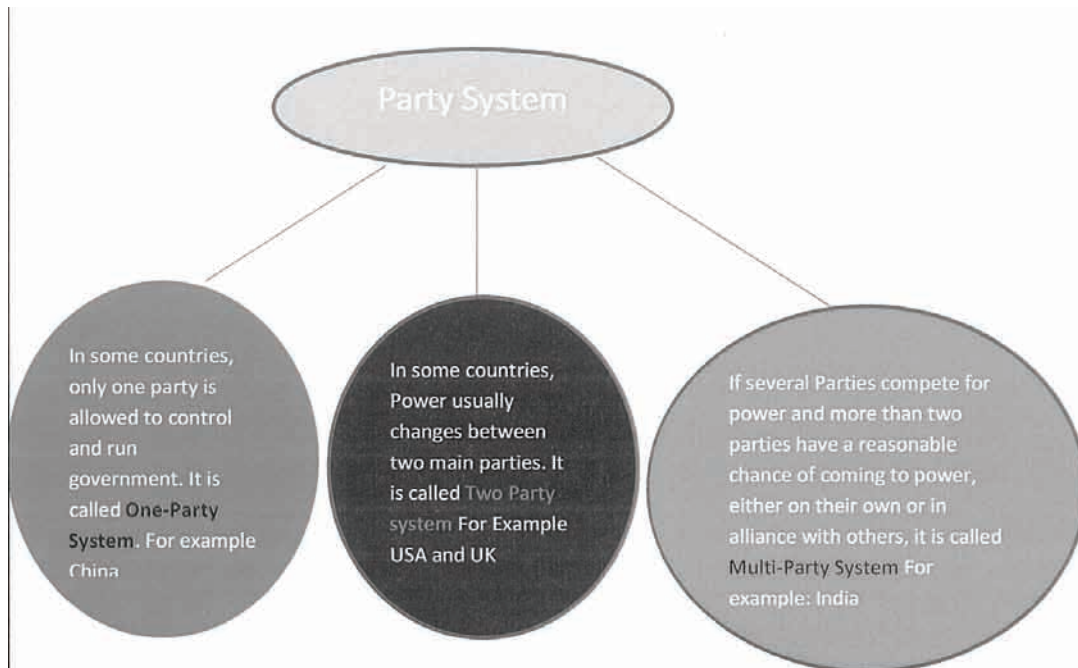 Party System
In some countries,
only one party is
allowed to control
and run
government. It is
called One-Party
System. For example
China
In some countries,
Power usually
changes between
two main parties. It
is called Two Party
system For Example
USA and UK
If several Parties compete for
power and more than two
parties have a reasonable
chance of coming to power,
either on their own or in
alliance with others, it is called
Multi-Party System For
example: India